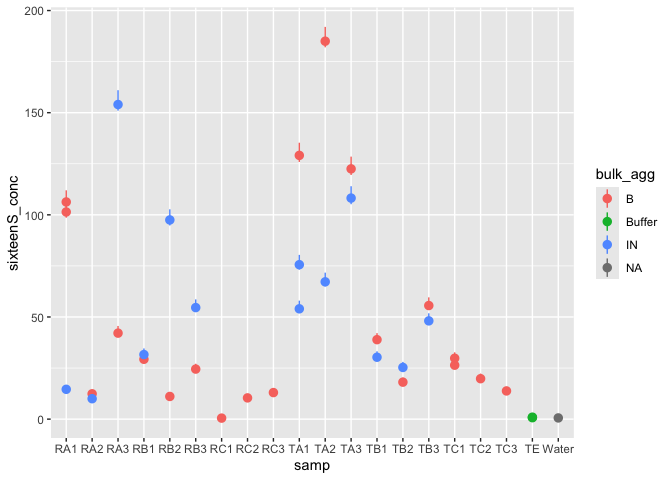 200
150
100
50
0
sixteenS_conc
RA1 RA2 RA3 RB1 RB2 RB3 RC1 RC2 RC3 TA1 TA2 TA3 TB1 TB2 TB3 TC1 TC2 TC3 TE Water
samp
bulk_agg
B
Buffer
IN
NA